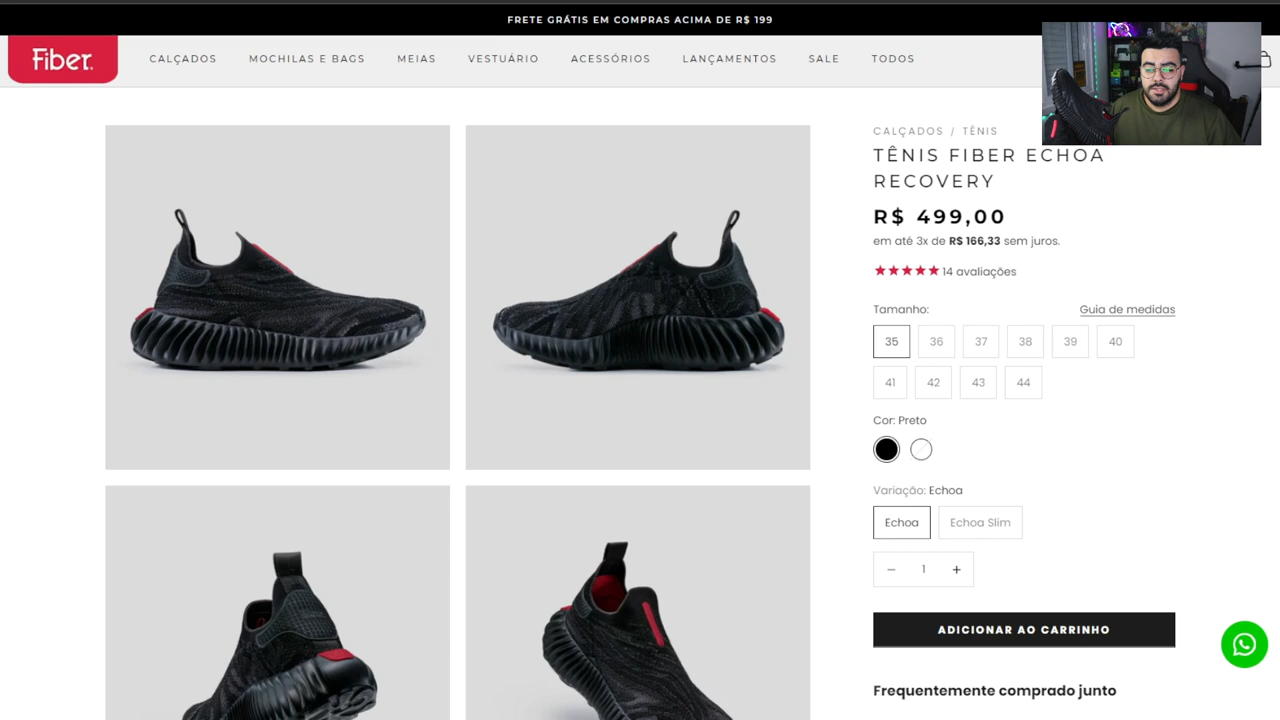 FRETE GRÁTIS EM COMPRAS ACIMA DE R$ 199
Fiber.
CALÇADOS
MOCHILAS E BAGS
MEIAS
VESTUÁRIO
ACESSÓRIOS
LANÇAMENTOS
SALE
TODOS
CALÇADOS / TÊNIS
TÊNIS FIBER ECHOA
RECOVERY
R$ 499,00
em até 3x de R$ 166,33 sem juros.
14 avaliações
Tamanho:
Guia de medidas
35
36
37
38
39
40
41
42
43
44
Cor: Preto
Variação: Echoa
Echoa
Echoa Slim
− 1 +
ADICIONAR AO CARRINHO
Frequentemente comprado junto